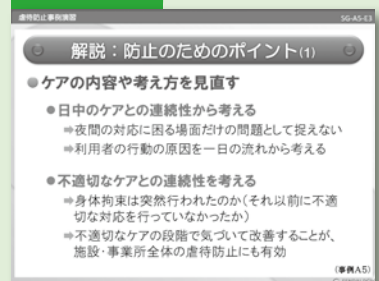 虐待防止事例演習
SG-A5-E3
解説：防止のためのポイント(1)
●ケアの内容や考え方を見直す
●日中のケアとの連続性から考える
⇒夜間の対応に困る場面だけの問題として捉えない
⇒利用者の行動の原因を一日の流れから考える
●不適切なケアとの連続性を考える
⇒身体拘束は突然行われたのか（それ以前に不適
切な対応を行っていなかったか）
⇒不適切なケアの段階で気づいて改善することが、
施設・事業所全体の虐待防止にも有効
(事例A5)